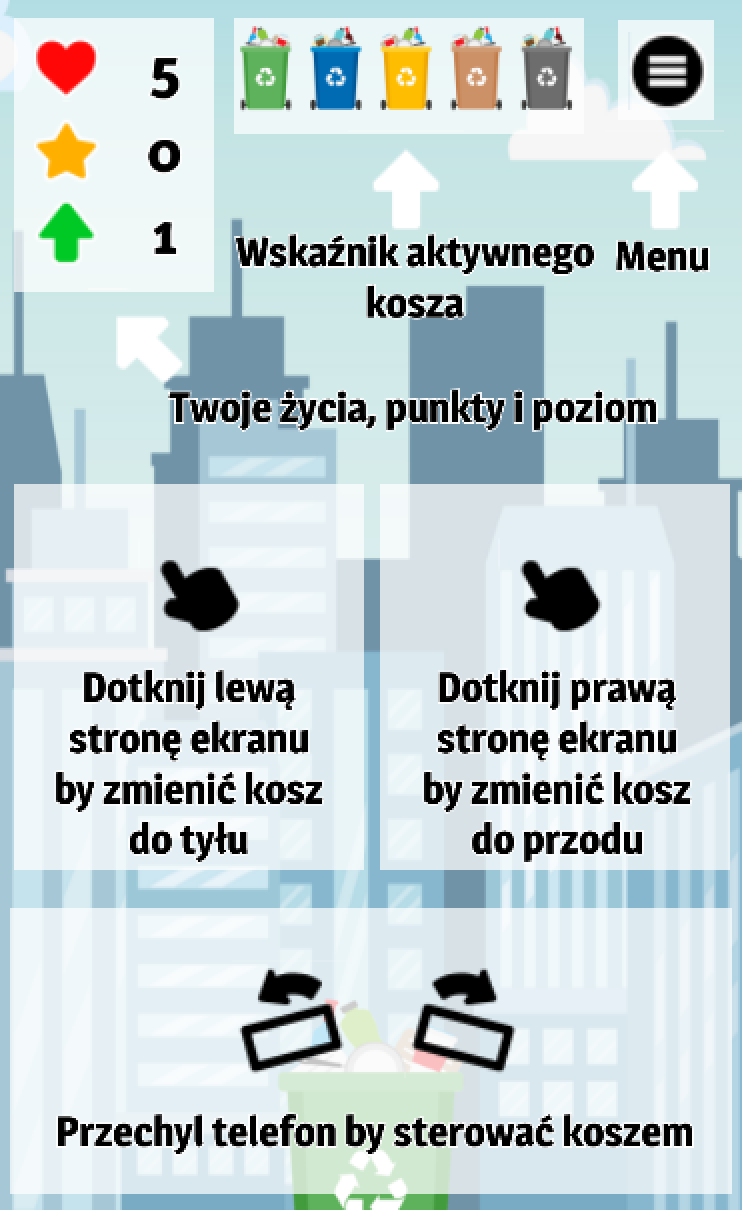 5
0
1
Wskaźnik aktywnego
kosza
Menu
Twoje życia, punkty i poziom
Dotknij lewą
stronę ekranu
by zmienić kosz
do tyłu
Dotknij prawą
stronę ekranu
by zmienić kosz
do przodu
Przechyl telefon by sterować koszem